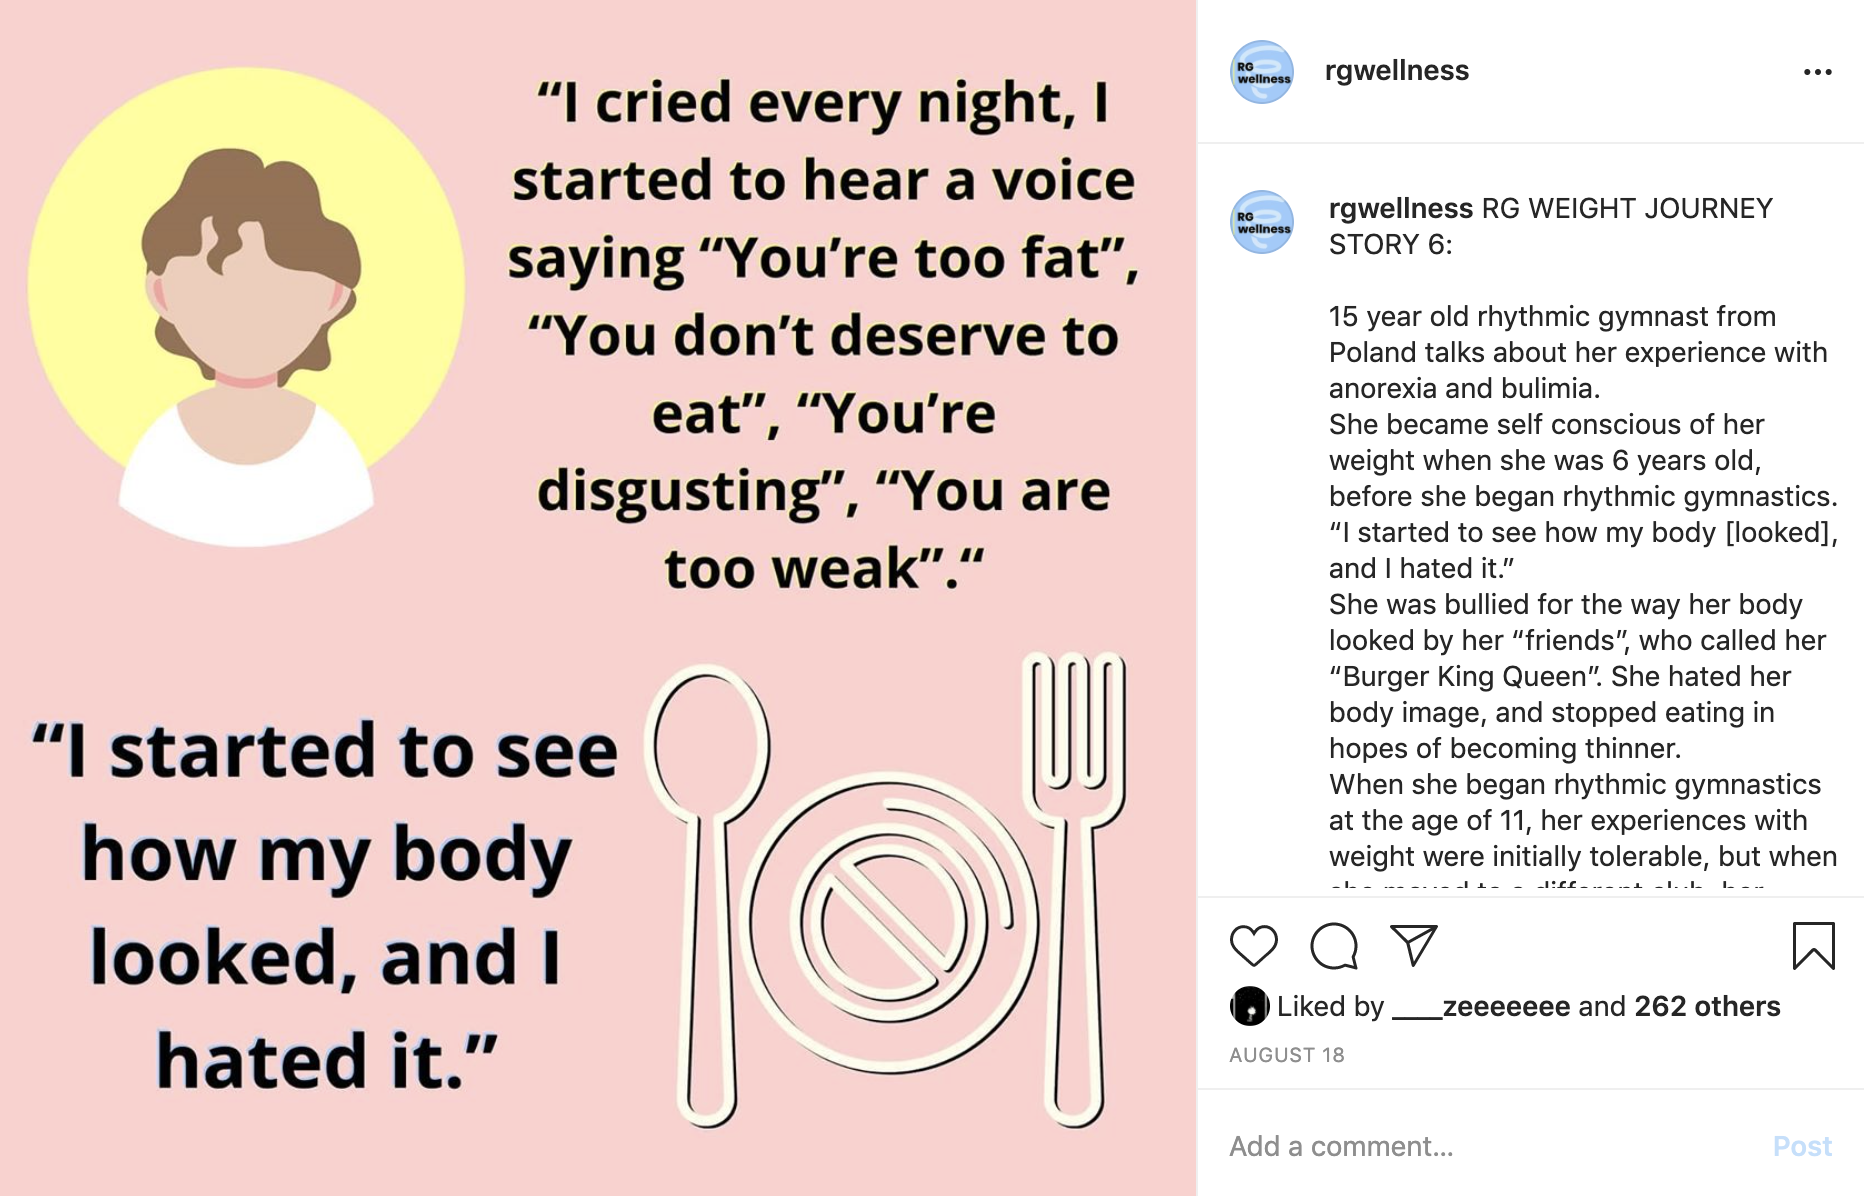 “I cried every night, I
started to hear a voice
saying “You’re too fat”,
“You don’t deserve to
eat”, “You’re
disgusting”, “You are
too weak”.“
“I started to see
how my body
looked, and I
hated it.”
RG
wellness
rgwellness
RG
wellness
rgwellness RG WEIGHT JOURNEY
STORY 6:
15 year old rhythmic gymnast from
Poland talks about her experience with
anorexia and bulimia.
She became self conscious of her
weight when she was 6 years old,
before she began rhythmic gymnastics.
“I started to see how my body [looked],
and I hated it.”
She was bullied for the way her body
looked by her “friends”, who called her
“Burger King Queen”. She hated her
body image, and stopped eating in
hopes of becoming thinner.
When she began rhythmic gymnastics
at the age of 11, her experiences with
weight were initially tolerable, but when
she moved to a different club, her
Liked by ____zeeeeeee and 262 others
AUGUST 18
Add a comment...
Post